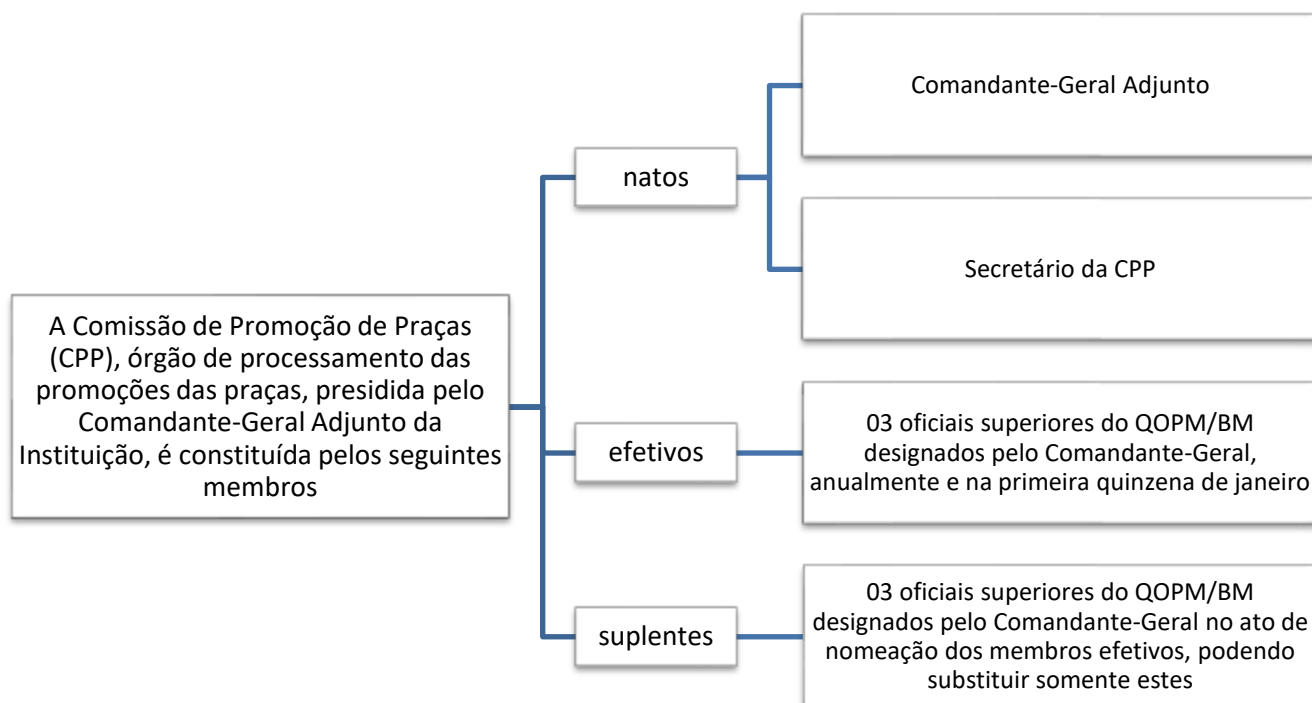 A Comissão de Promoção de Praças
(CPP), órgão de processamento das
promoções das praças, presidida pelo
Comandante-Geral Adjunto da
Instituição, é constituída pelos seguintes
membros
natos
Comandante-Geral Adjunto
Secretário da CPP
efetivos
03 oficiais superiores do QOPM/BM
designados pelo Comandante-Geral,
anualmente e na primeira quinzena de janeiro
suplentes
03 oficiais superiores do QOPM/BM
designados pelo Comandante-Geral no ato de
nomeação dos membros efetivos, podendo
substituir somente estes